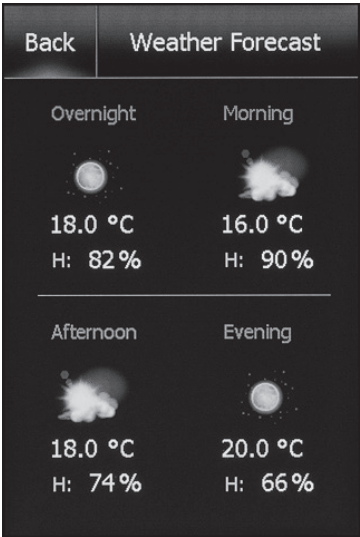 Back Weather Forecast
Overnight Morning
18.0 °C 16.0 °C
H: 82% H: 90%
Afternoon Evening
18.0 °C 20.0 °C
H: 74% H: 66%